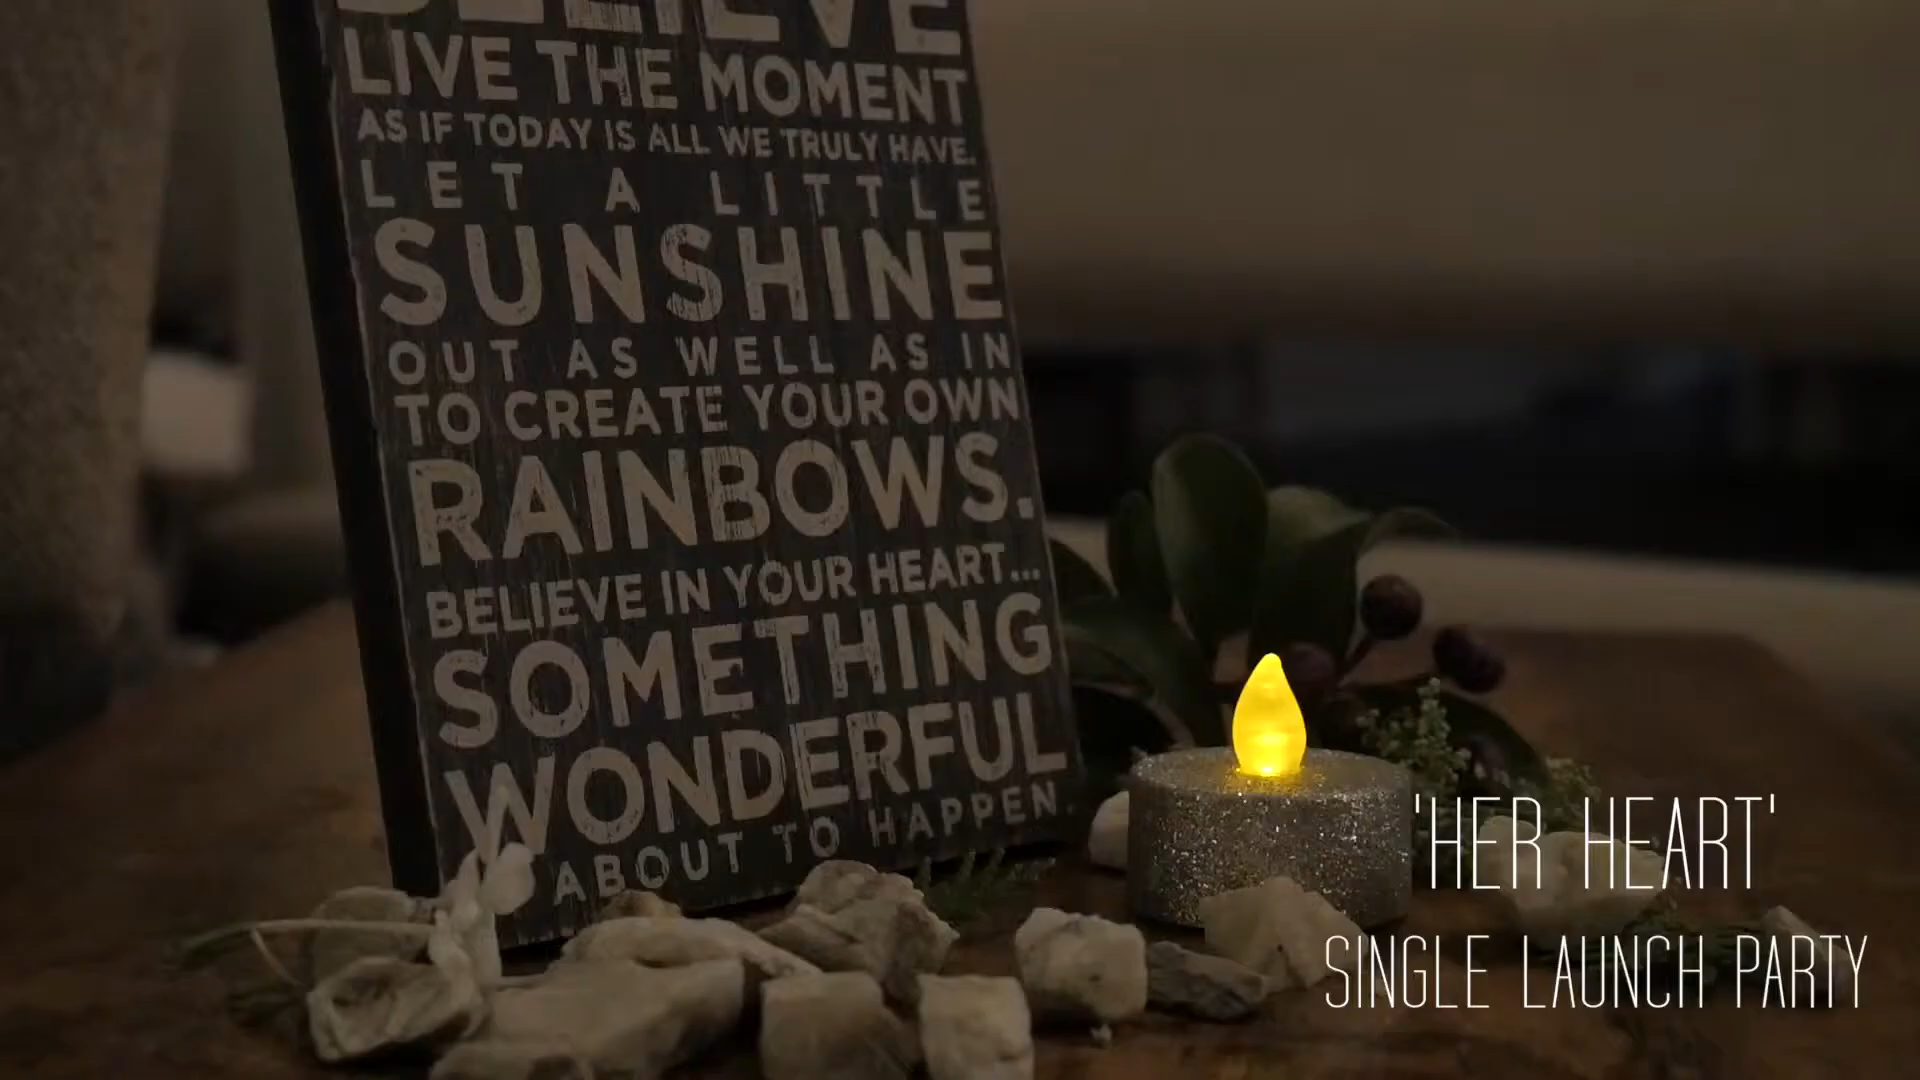 BELIEVE
LIVE THE MOMENT
AS IF TODAY IS ALL WE TRULY HAVE.
LET A LITTLE
SUNSHINE
OUT AS WELL AS IN
TO CREATE YOUR OWN
RAINBOWS.
BELIEVE IN YOUR HEART...
SOMETHING
WONDERFUL
ABOUT TO HAPPEN.
'HER HEART'
SINGLE LAUNCH PARTY